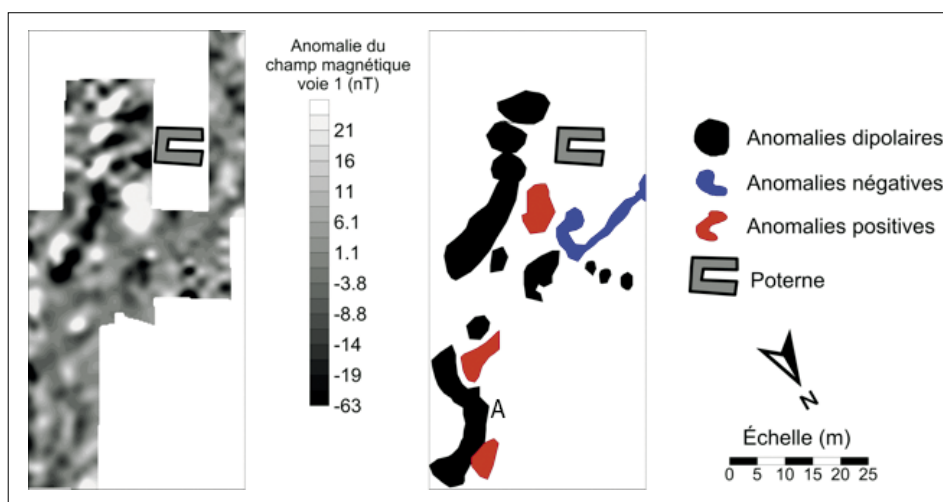 Anomalie du
champ magnétique
voie 1 (nT)
21
16
11
6.1
1.1
-3.8
-8.8
-14
-19
-63
A
Anomalies dipolaires
Anomalies négatives
Anomalies positives
Poterne
N
Échelle (m)
0 5 10 15 20 25